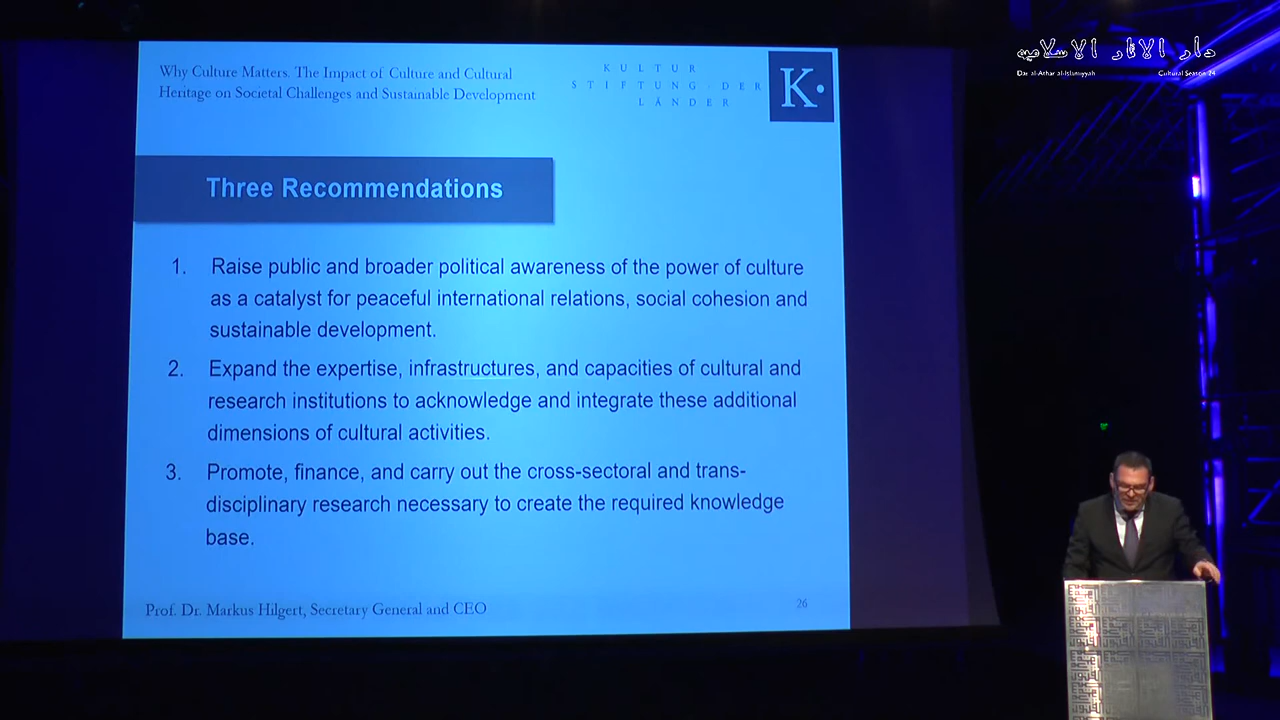 Why Culture Matters. The Impact of Culture and Cultural
Heritage on Societal Challenges and Sustainable Development
KULTUR
STIFTUNG·DER
LÄNDER
K·
دار الآثار الإسلامية
Dar al-Athar al-Islamiyyah
Cultural Season 24
Three Recommendations
1. Raise public and broader political awareness of the power of culture
as a catalyst for peaceful international relations, social cohesion and
sustainable development.
2. Expand the expertise, infrastructures, and capacities of cultural and
research institutions to acknowledge and integrate these additional
dimensions of cultural activities.
3. Promote, finance, and carry out the cross-sectoral and trans-
disciplinary research necessary to create the required knowledge
base.
Prof. Dr. Markus Hilgert, Secretary General and CEO
26